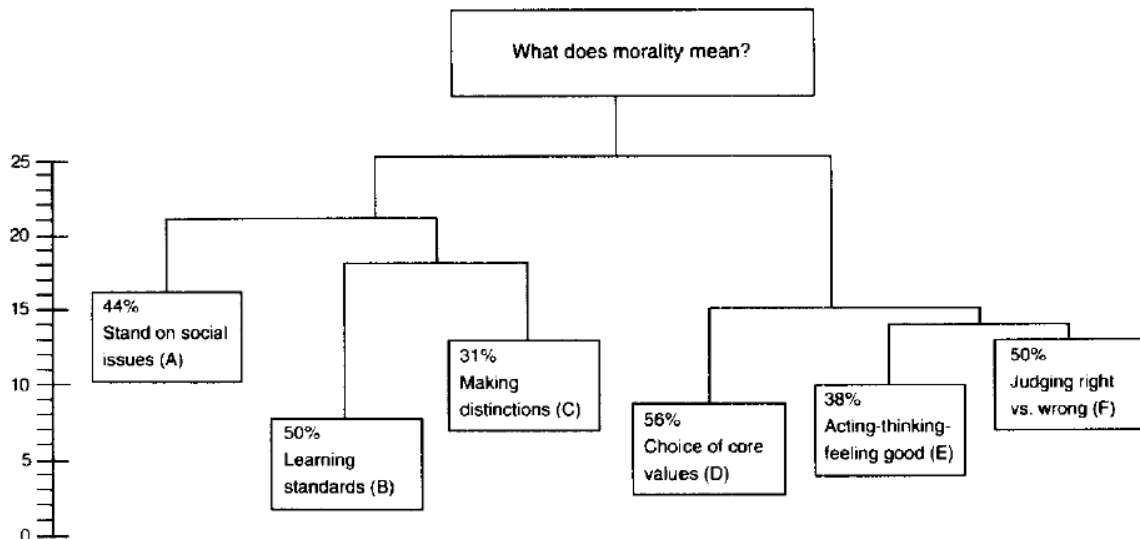 What does morality mean?
25
20
15
10
5
0
44%
Stand on social
issues (A)
50%
Learning
standards (B)
31%
Making
distinctions (C)
56%
Choice of core
values (D)
38%
Acting-thinking-
feeling good (E)
50%
Judging right
vs. wrong (F)